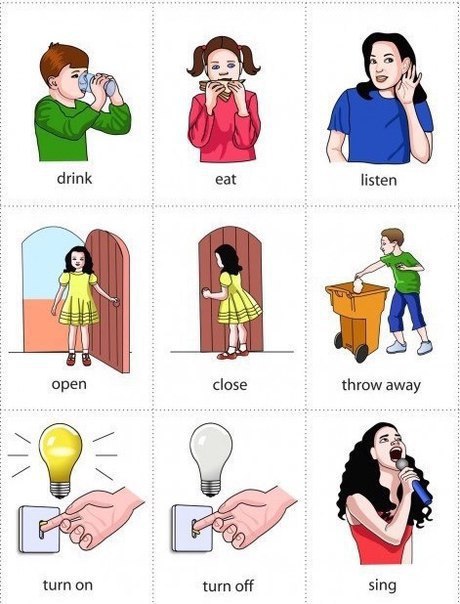 drink
eat
listen
open
close
throw away
turn on
turn off
sing